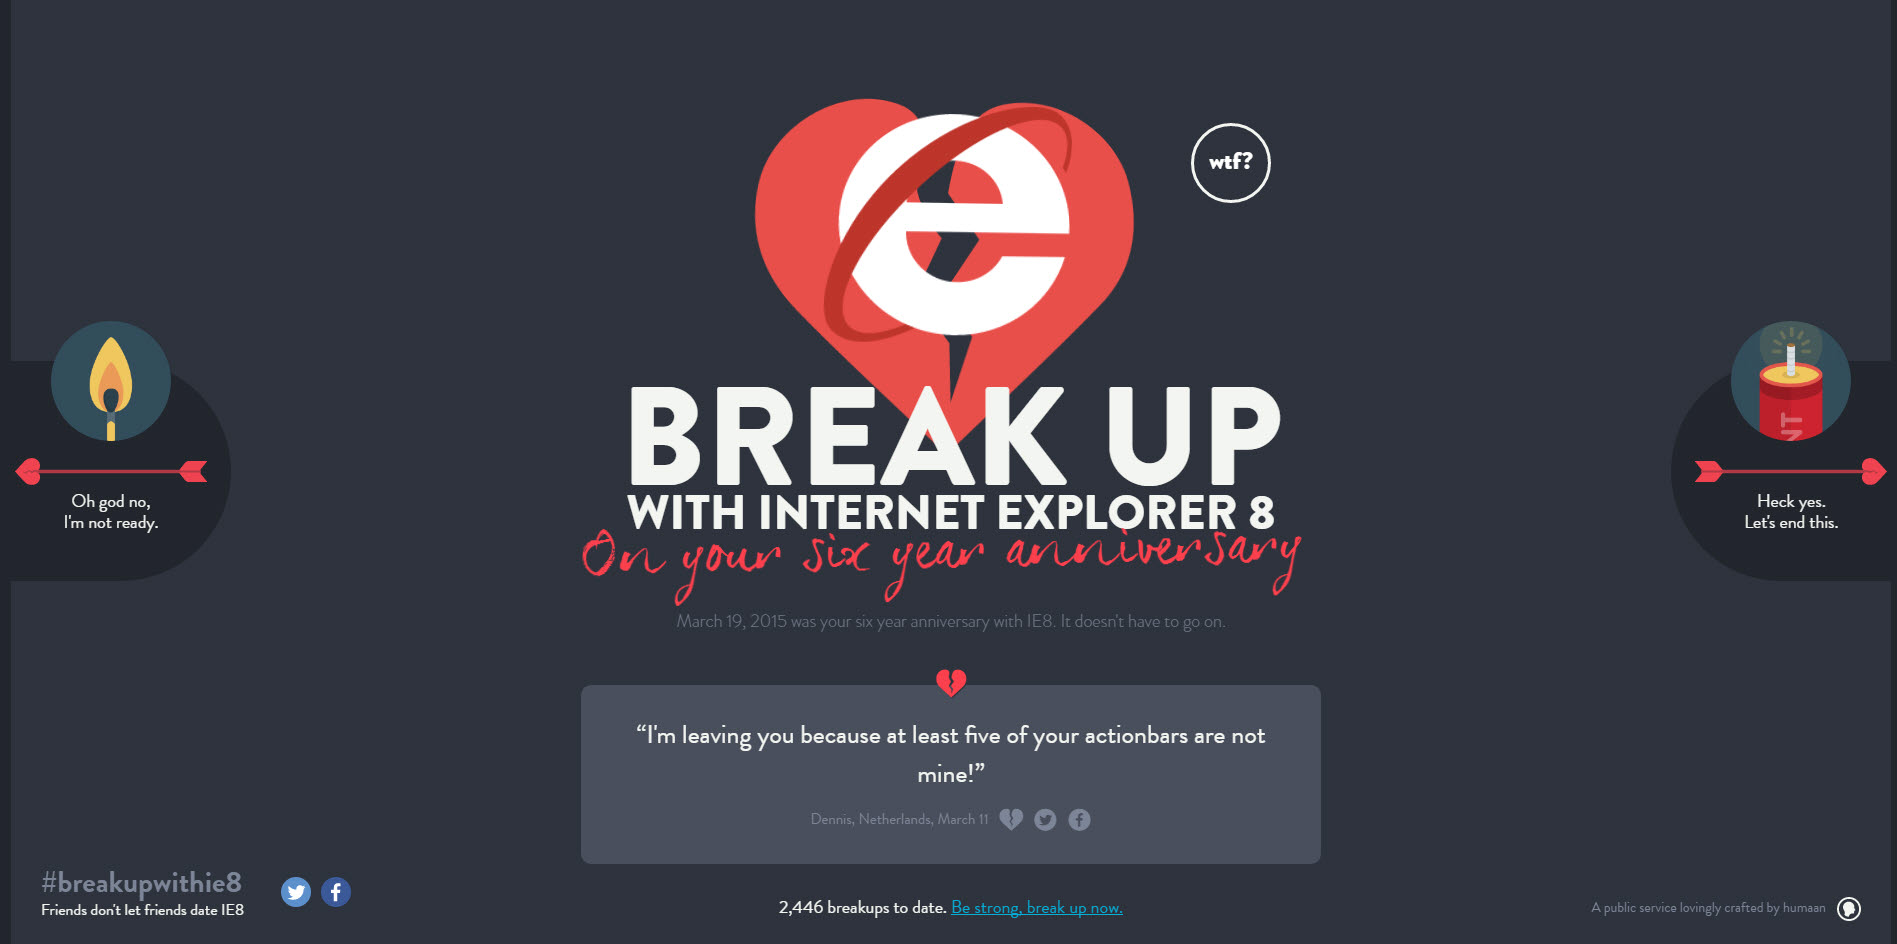 wtf?
BREAK UP
WITH INTERNET EXPLORER 8
On your six year anniversary
March 19, 2015 was your six year anniversary with IE8. It doesn't have to go on.
Oh god no,
I'm not ready.
Heck yes.
Let's end this.
NT
“I'm leaving you because at least five of your actionbars are not
mine!”
Dennis, Netherlands, March 11
#breakupwithie8
Friends don't let friends date IE8
2,446 breakups to date. Be strong, break up now.
A public service lovingly crafted by humaan